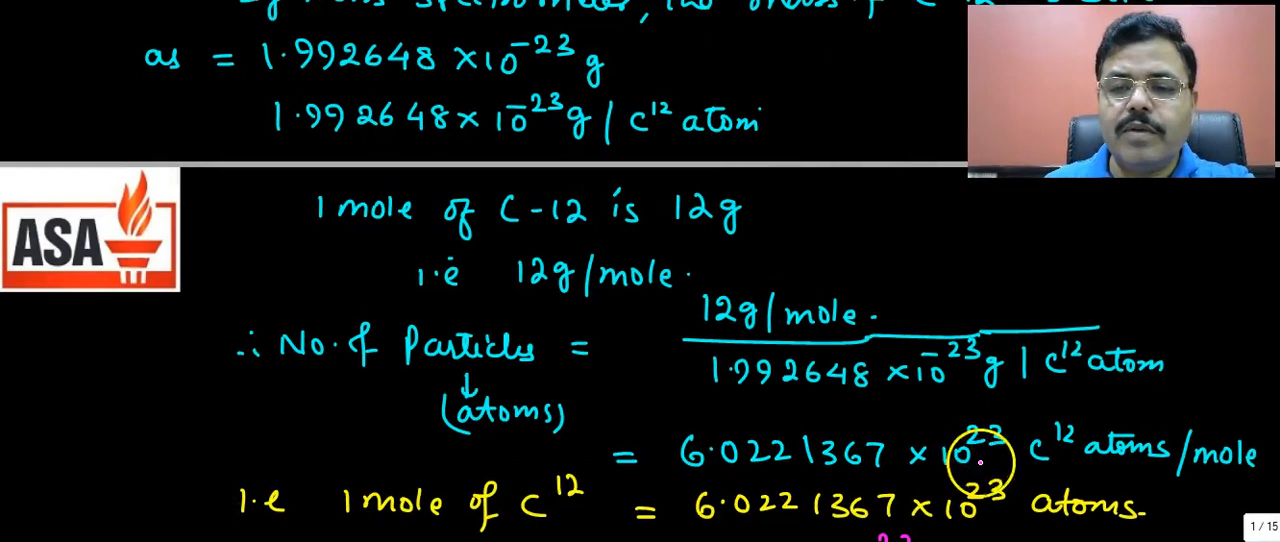 as = 1.992648 × 10⁻²³ g
1.992648 × 10⁻²³ g / C¹² atom
ASA
1 mole of C-12 is 12g
i.e 12g/mole.
∴ No. of Particles = 12g/mole. / 1.992648 × 10⁻²³ g / C¹² atom
↓
(atoms)
= 6.0221367 × 10²³ C¹² atoms/mole
i.e 1 mole of C¹² = 6.0221367 × 10²³ atoms.
1 / 15